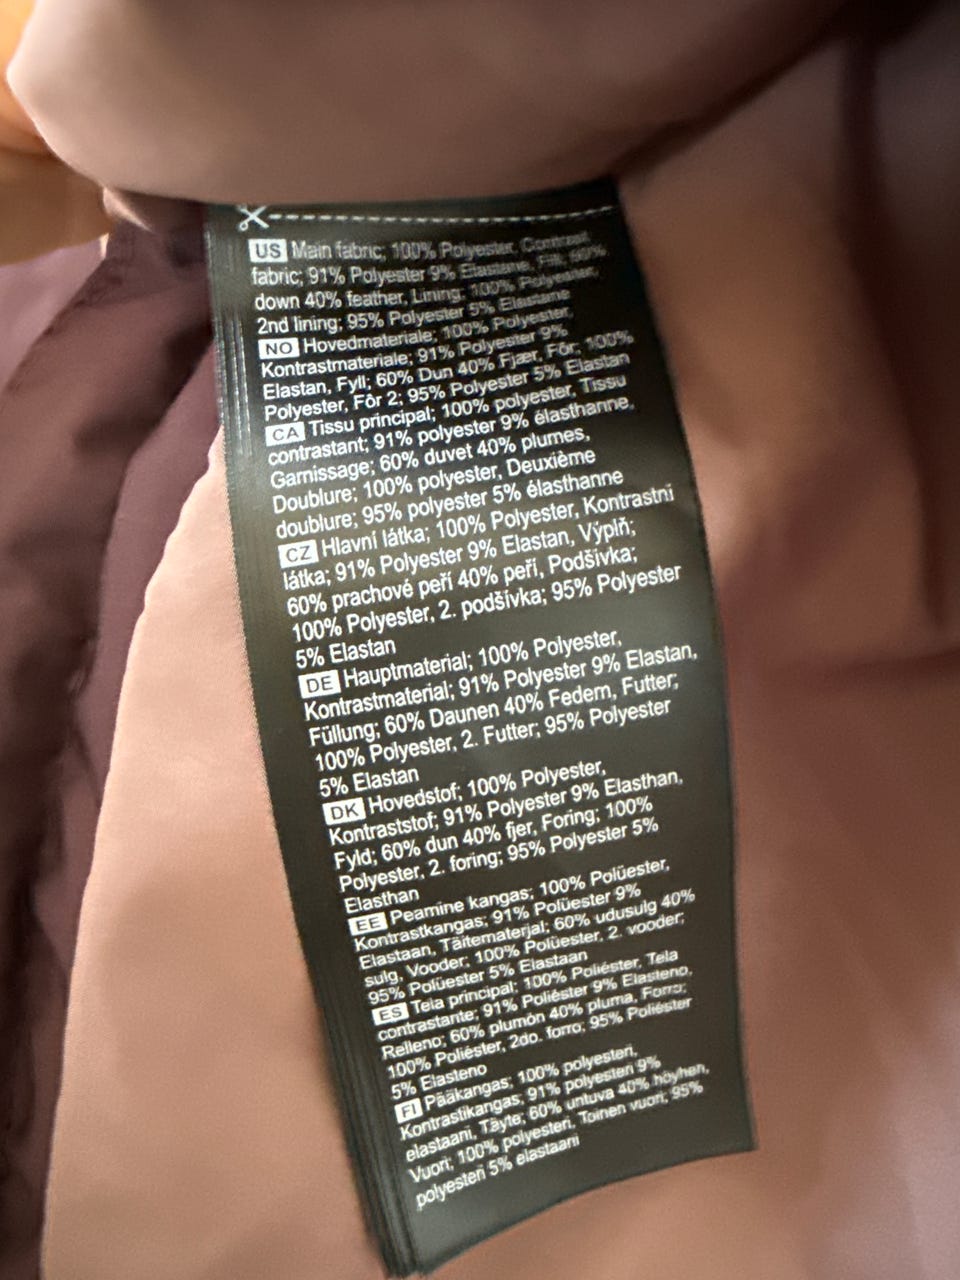 US Main fabric; 100% Polyester, Contrast
fabric; 91% Polyester 9% Elastane, Fill; 60%
down 40% feather, Lining; 100% Polyester,
2nd lining; 95% Polyester 5% Elastane
NO Hovedmateriale; 100% Polyester,
Kontrastmateriale; 91% Polyester 9%
Elastan, Fyll; 60% Dun 40% Fjær, Fôr; 100%
Polyester, Fôr 2; 95% Polyester 5% Elastan
CA Tissu principal; 100% polyester, Tissu
contrastant; 91% polyester 9% élasthanne,
Garnissage; 60% duvet 40% plumes,
Doublure; 100% polyester, Deuxième
doublure; 95% polyester 5% élasthanne
CZ Hlavní látka; 100% Polyester, Kontrastní
látka; 91% Polyester 9% Elastan, Výplň;
60% prachové peří 40% peří, Podšívka;
100% Polyester, 2. podšívka; 95% Polyester
5% Elastan
DE Hauptmaterial; 100% Polyester,
Kontrastmaterial; 91% Polyester 9% Elastan,
Füllung; 60% Daunen 40% Federn, Futter;
100% Polyester, 2. Futter; 95% Polyester
5% Elastan
DK Hovedstof; 100% Polyester,
Kontraststof; 91% Polyester 9% Elasthan,
Fyld; 60% dun 40% fjer, Foring; 100%
Polyester, 2. foring; 95% Polyester 5%
Elasthan
EE Peamine kangas; 100% Polüester,
Kontrastkangas; 91% Polüester 9%
Elastaan, Täitematerjal; 60% udusulg 40%
sulg, Vooder; 100% Polüester, 2. vooder;
95% Polüester 5% Elastaan
ES Tela principal; 100% Poliéster, Tela
contrastante; 91% Poliéster 9% Elasteno,
Relleno; 60% plumón 40% pluma, Forro;
100% Poliéster, 2do. forro; 95% Poliéster
5% Elasteno
FI Pääkangas; 100% polyesteri,
Kontrastikangas; 91% polyesteri 9%
elastaani, Täyte; 60% untuva 40% höyhen,
Vuori; 100% polyesteri, Toinen vuori; 95%
polyesteri 5% elastaani